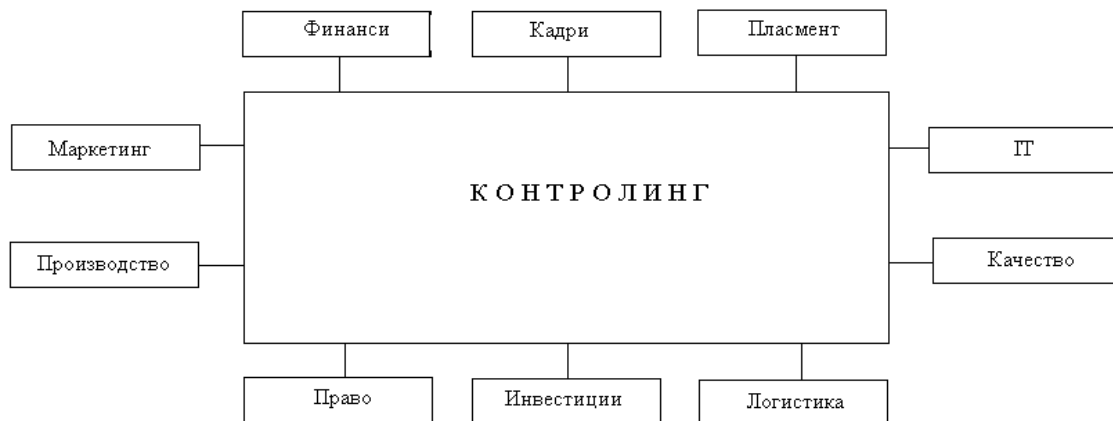 Финанси
Кадри
Пласмент
Маркетинг
IT
КОНТРОЛИНГ
Производство
Качество
Право
Инвестиции
Логистика